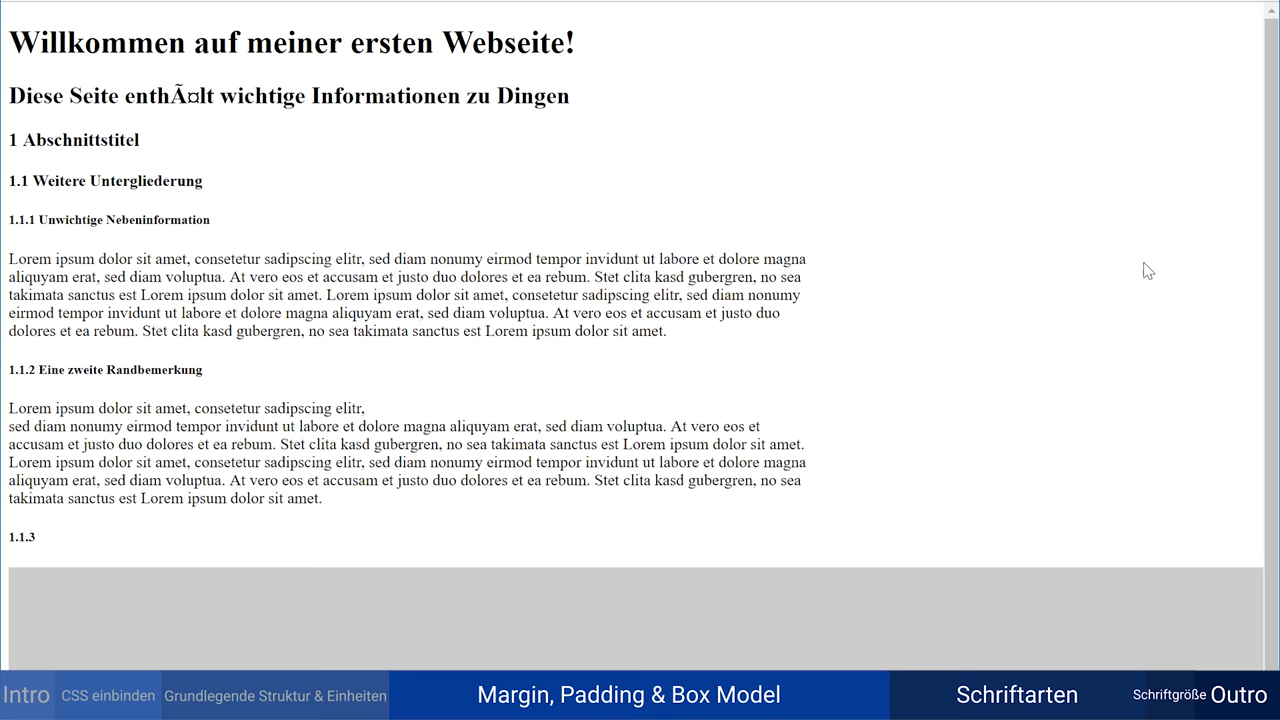 Willkommen auf meiner ersten Webseite!
Diese Seite enthÃ¤lt wichtige Informationen zu Dingen
1 Abschnittstitel
1.1 Weitere Untergliederung
1.1.1 Unwichtige Nebeninformation
Lorem ipsum dolor sit amet, consetetur sadipscing elitr, sed diam nonumy eirmod tempor invidunt ut labore et dolore magna
aliquyam erat, sed diam voluptua. At vero eos et accusam et justo duo dolores et ea rebum. Stet clita kasd gubergren, no sea
takimata sanctus est Lorem ipsum dolor sit amet. Lorem ipsum dolor sit amet, consetetur sadipscing elitr, sed diam nonumy
eirmod tempor invidunt ut labore et dolore magna aliquyam erat, sed diam voluptua. At vero eos et accusam et justo duo
dolores et ea rebum. Stet clita kasd gubergren, no sea takimata sanctus est Lorem ipsum dolor sit amet.
1.1.2 Eine zweite Randbemerkung
Lorem ipsum dolor sit amet, consetetur sadipscing elitr,
sed diam nonumy eirmod tempor invidunt ut labore et dolore magna aliquyam erat, sed diam voluptua. At vero eos et
accusam et justo duo dolores et ea rebum. Stet clita kasd gubergren, no sea takimata sanctus est Lorem ipsum dolor sit amet.
Lorem ipsum dolor sit amet, consetetur sadipscing elitr, sed diam nonumy eirmod tempor invidunt ut labore et dolore magna
aliquyam erat, sed diam voluptua. At vero eos et accusam et justo duo dolores et ea rebum. Stet clita kasd gubergren, no sea
takimata sanctus est Lorem ipsum dolor sit amet.
1.1.3
Intro CSS einbinden Grundlegende Struktur & Einheiten Margin, Padding & Box Model Schriftarten Schriftgröße Outro